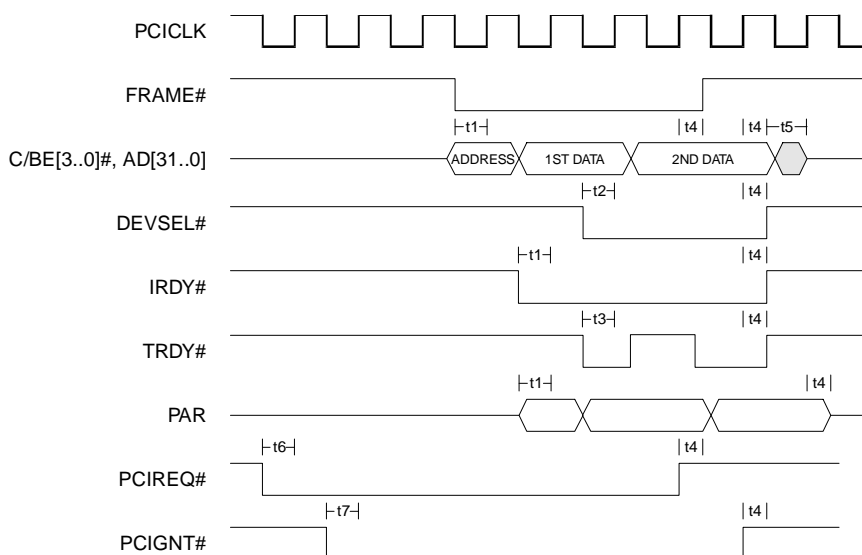 PCICLK
FRAME#
t1 t4 t4 t5
C/BE[3..0]#, AD[31..0] ADDRESS 1ST DATA 2ND DATA
t2 t4
DEVSEL#
t1 t4
IRDY#
t3 t4
TRDY#
t1 t4
PAR
t6 t4
PCIREQ#
t7 t4
PCIGNT#